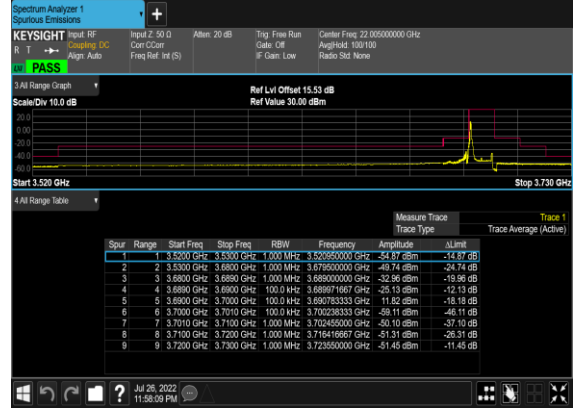 Spectrum Analyzer 1
Spurious Emissions
KEYSIGHT
R T
PASS
Input: RF
Coupling: DC
Align: Auto
Input Z: 50 Ω
Corr CCorr
Freq Ref: Int (S)
Atten: 20 dB
Trig: Free Run
Gate: Off
IF Gain: Low
Center Freq: 22.005000000 GHz
Avg|Hold: 100/100
Radio Std: None
3 All Range Graph
Scale/Div 10.0 dB
Ref Lvl Offset 15.53 dB
Ref Value 30.00 dBm
20.0
0.00
-20.0
-40.0
-60.0
Start 3.520 GHz
Stop 3.730 GHz
4 All Range Table
Measure Trace Trace 1
Trace Type Trace Average (Active)
Spur Range Start Freq Stop Freq RBW Frequency Amplitude ΔLimit
1 1 3.5200 GHz 3.5300 GHz 1.000 MHz 3.520950000 GHz -54.87 dBm -14.87 dB
2 2 3.5300 GHz 3.6800 GHz 1.000 MHz 3.679500000 GHz -49.74 dBm -24.74 dB
3 3 3.6800 GHz 3.6890 GHz 1.000 MHz 3.689000000 GHz -32.96 dBm -19.96 dB
4 4 3.6890 GHz 3.6900 GHz 100.0 kHz 3.689971667 GHz -25.13 dBm -12.13 dB
5 5 3.6900 GHz 3.7000 GHz 100.0 kHz 3.690783333 GHz 11.82 dBm -18.18 dB
6 6 3.7000 GHz 3.7010 GHz 100.0 kHz 3.700238333 GHz -59.11 dBm -46.11 dB
7 7 3.7010 GHz 3.7100 GHz 1.000 MHz 3.702455000 GHz -50.10 dBm -37.10 dB
8 8 3.7100 GHz 3.7200 GHz 1.000 MHz 3.716416667 GHz -51.31 dBm -26.31 dB
9 9 3.7200 GHz 3.7300 GHz 1.000 MHz 3.723550000 GHz -51.45 dBm -11.45 dB
Jul 26, 2022
11:58:09 PM